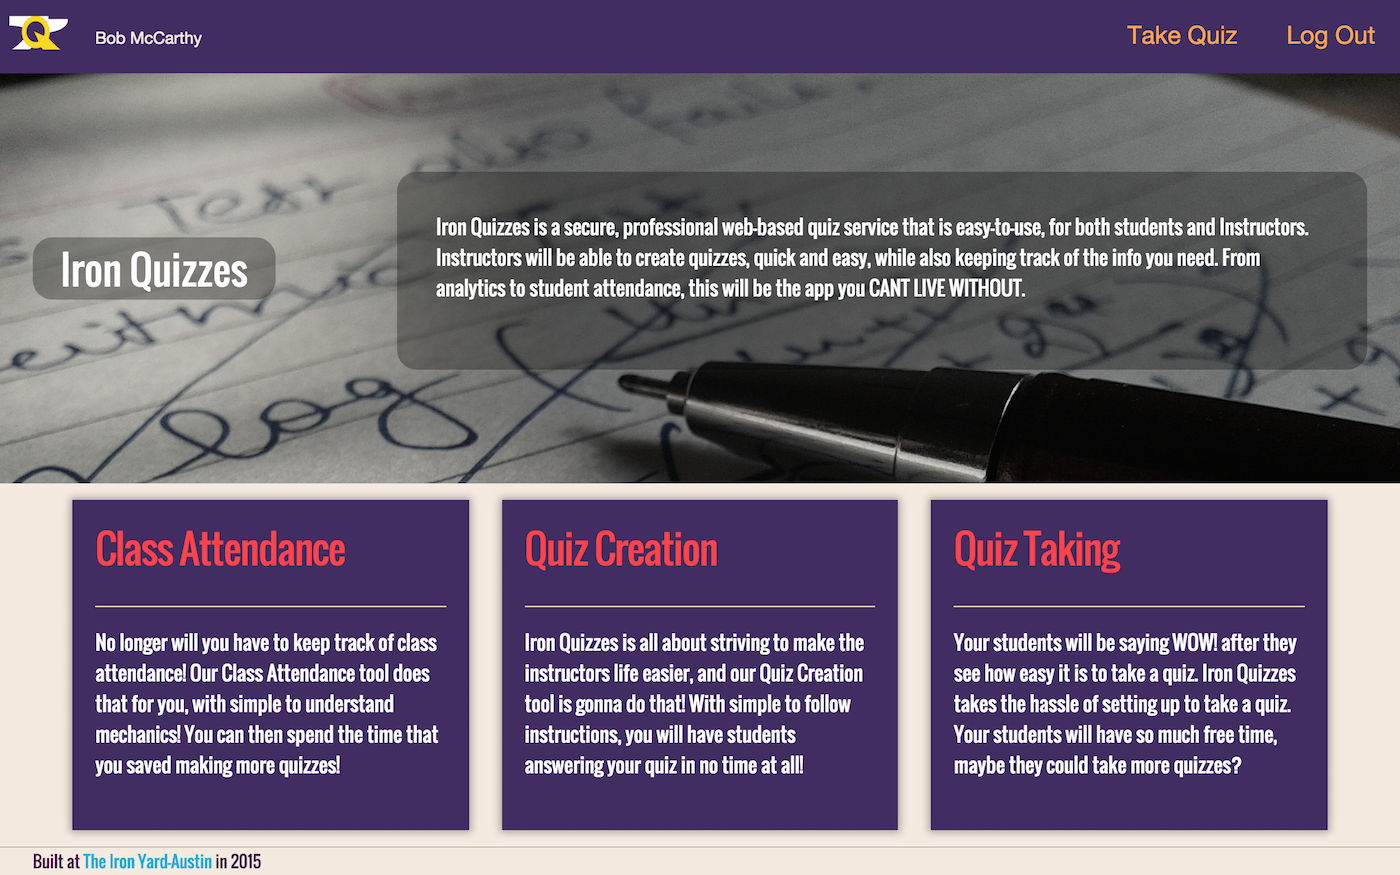 Q
Bob McCarthy
Take Quiz
Log Out
Test also fails,
Iron Quizzes
Iron Quizzes is a secure, professional web-based quiz service that is easy-to-use, for both students and Instructors.
Instructors will be able to create quizzes, quick and easy, while also keeping track of the info you need. From
analytics to student attendance, this will be the app you CANT LIVE WITHOUT.
log
Class Attendance
No longer will you have to keep track of class
attendance! Our Class Attendance tool does
that for you, with simple to understand
mechanics! You can then spend the time that
you saved making more quizzes!
Quiz Creation
Iron Quizzes is all about striving to make the
instructors life easier, and our Quiz Creation
tool is gonna do that! With simple to follow
instructions, you will have students
answering your quiz in no time at all!
Quiz Taking
Your students will be saying WOW! after they
see how easy it is to take a quiz. Iron Quizzes
takes the hassle of setting up to take a quiz.
Your students will have so much free time,
maybe they could take more quizzes?
Built at The Iron Yard-Austin in 2015